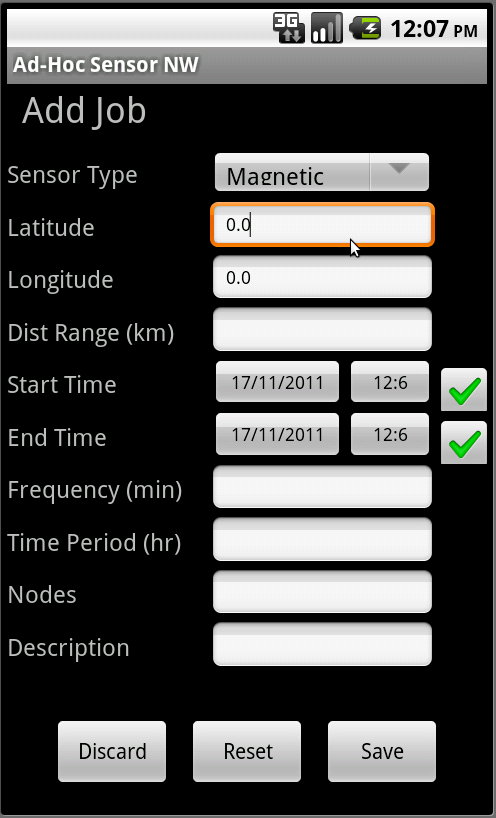 3G 12:07 PM
Ad-Hoc Sensor NW
Add Job
Sensor Type Magnetic
Latitude 0.0
Longitude 0.0
Dist Range (km)
Start Time 17/11/2011 12:6
End Time 17/11/2011 12:6
Frequency (min)
Time Period (hr)
Nodes
Description
Discard Reset Save